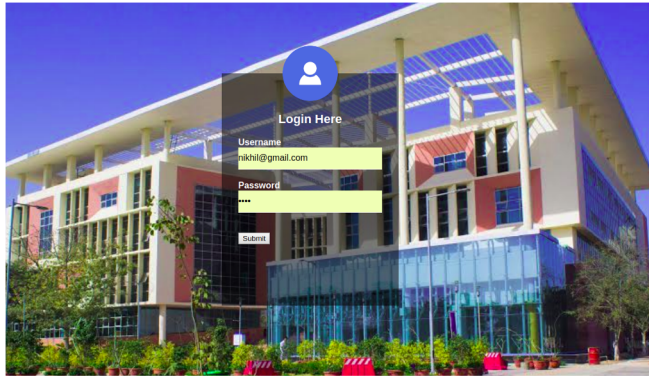 Login Here
Username
nikhil@gmail.com
Password
••••
Submit